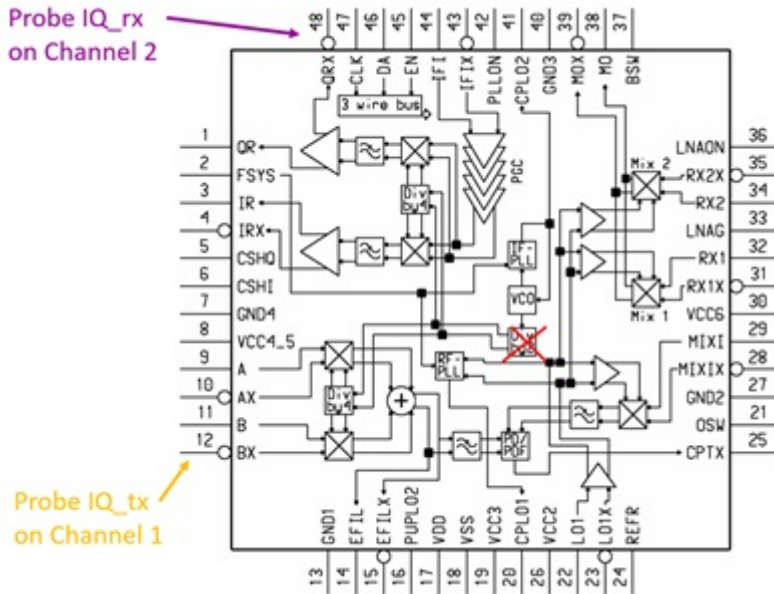 Probe IQ_rx
on Channel 2
48 47 46 45 44 43 42 41 40 39 38 37
QRX CLK DA EN IFI IFIX PLLON CPLO2 GND3 MOX MO BSW
3 wire bus
1 QR
2 FSYS
3 IR
4 IRX
5 CSHQ
6 CSHI
7 GND4
8 VCC4_5
9 A
10 AX
11 B
12 BX
PGC
Div
by4
IF-
PLL
VCO
RF-
PLL
Div
by4
+
PD/
PDF
Mix 2
Mix 1
LNAON 36
RX2X 35
RX2 34
LNAG 33
RX1 32
RX1X 31
VCC6 30
MIXI 29
MIXIX 28
GND2 27
OSW 21
CPTX 25
Probe IQ_tx
on Channel 1
GND1 EFIL EFILX PUPLO2 VDD VSS VCC3 CPLO1 VCC2 LO1 LO1X REFR
13 14 15 16 17 18 19 20 26 22 23 24